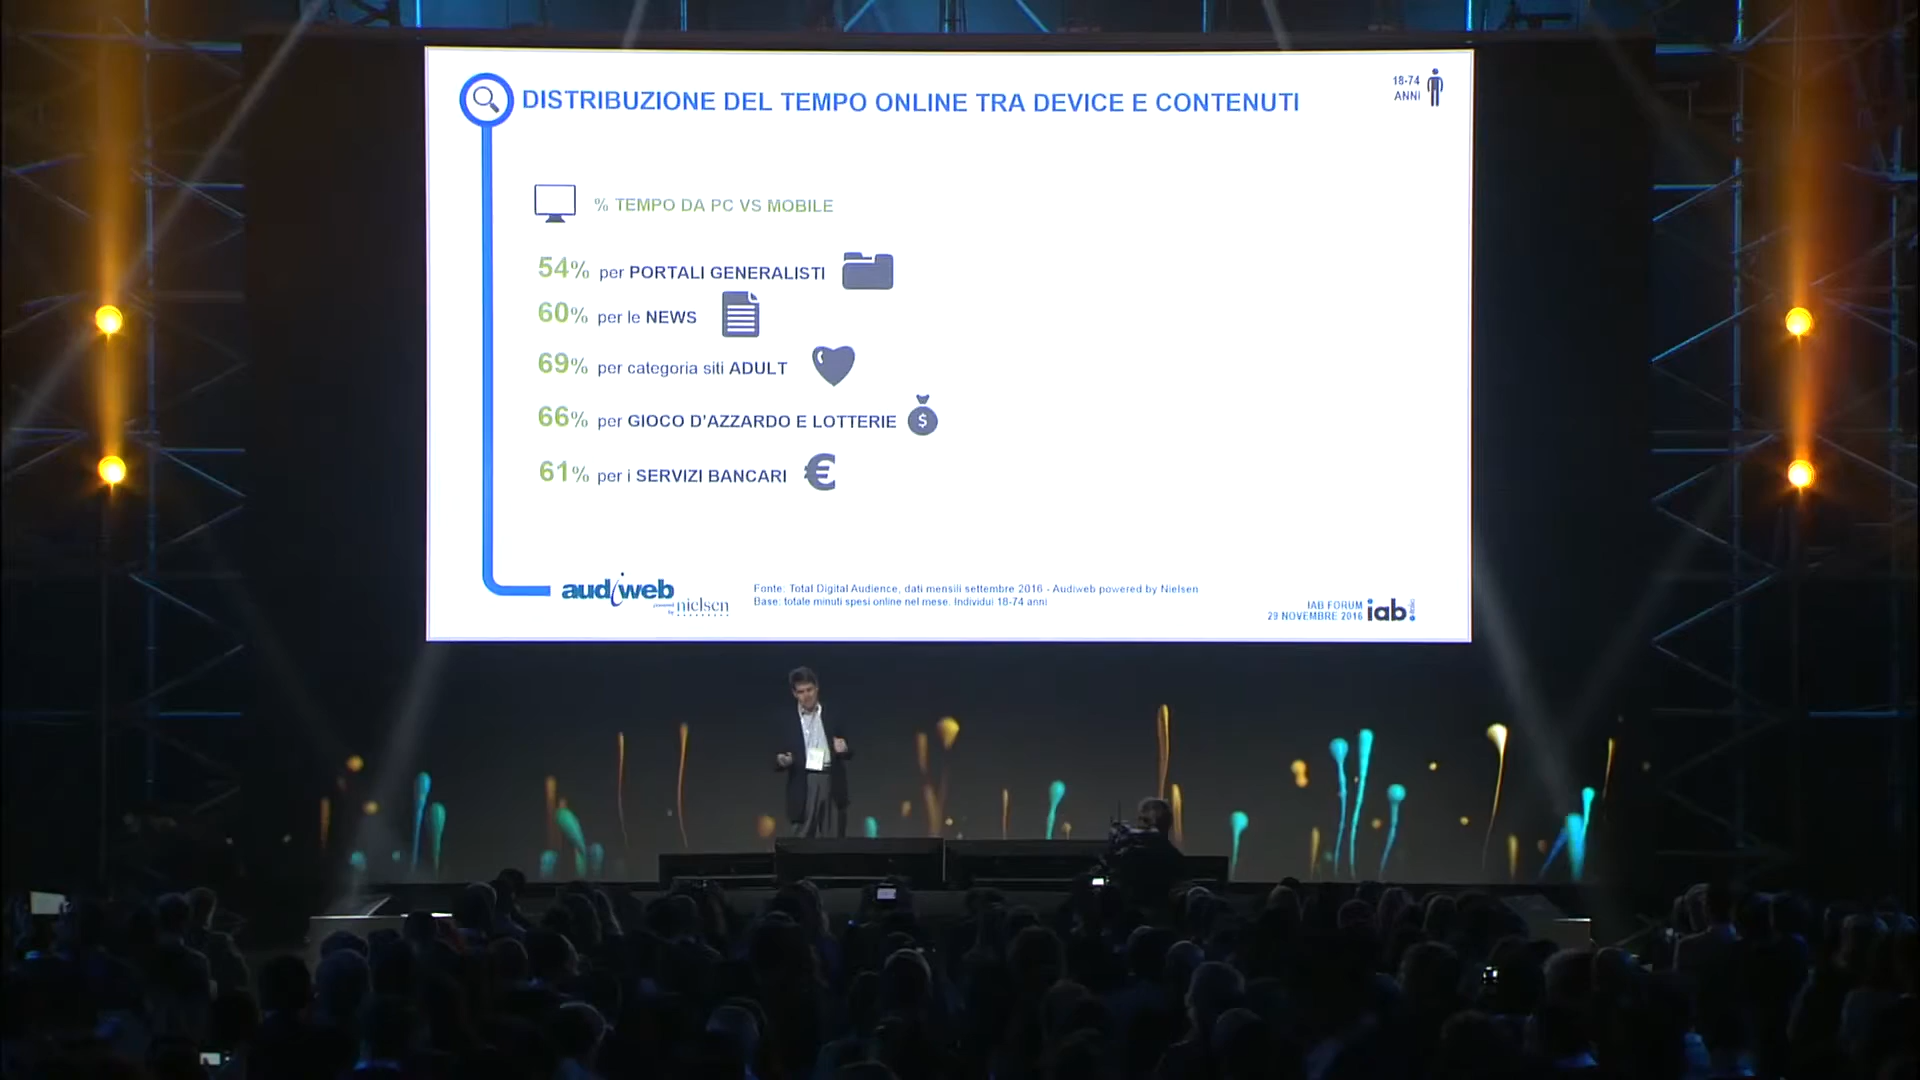 DISTRIBUZIONE DEL TEMPO ONLINE TRA DEVICE E CONTENUTI
18-74
ANNI
% TEMPO DA PC VS MOBILE
54% per PORTALI GENERALISTI
60% per le NEWS
69% per categoria siti ADULT
66% per GIOCO D'AZZARDO E LOTTERIE
$
61% per i SERVIZI BANCARI
€
audiweb
nielsen
Fonte: Total Digital Audience, dati mensili settembre 2016 - Audiweb powered by Nielsen
Base: totale minuti spesi online nel mese. Individui 18-74 anni
IAB FORUM
29 NOVEMBRE 2016
iab